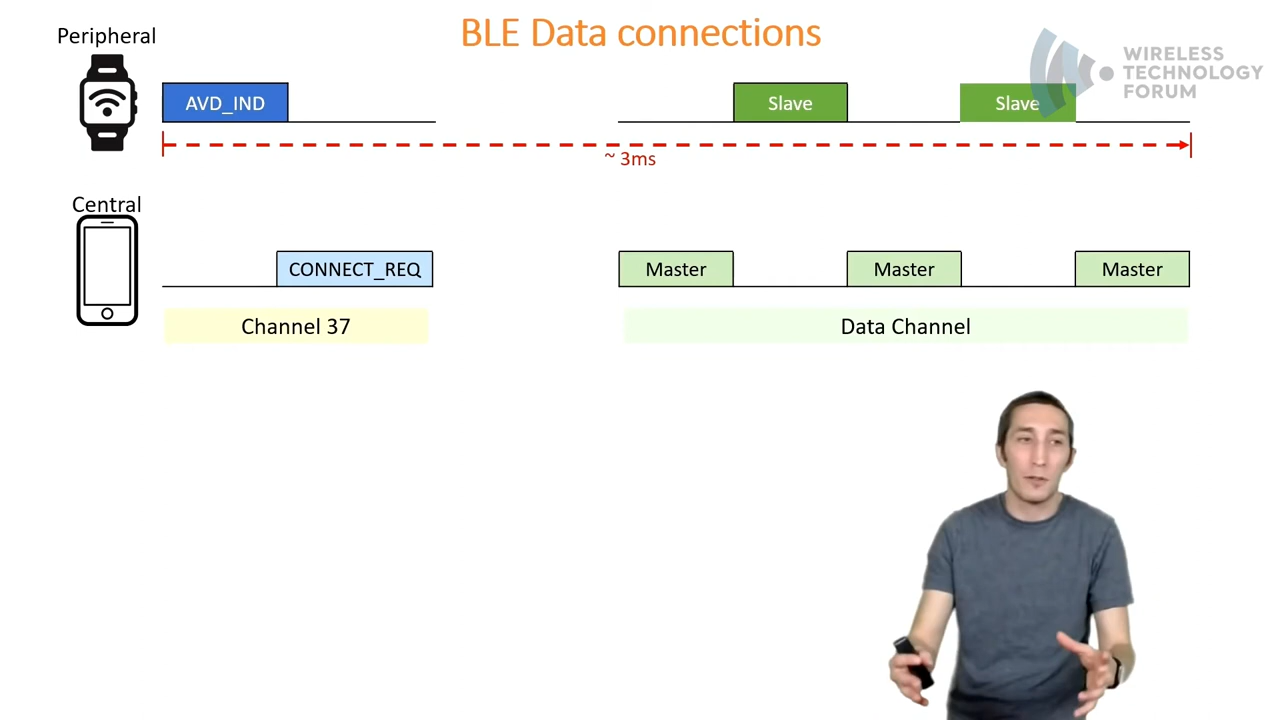 BLE Data connections
Peripheral
WIRELESS
TECHNOLOGY
FORUM
AVD_IND
Slave
Slave
~ 3ms
Central
CONNECT_REQ
Master
Master
Master
Channel 37
Data Channel